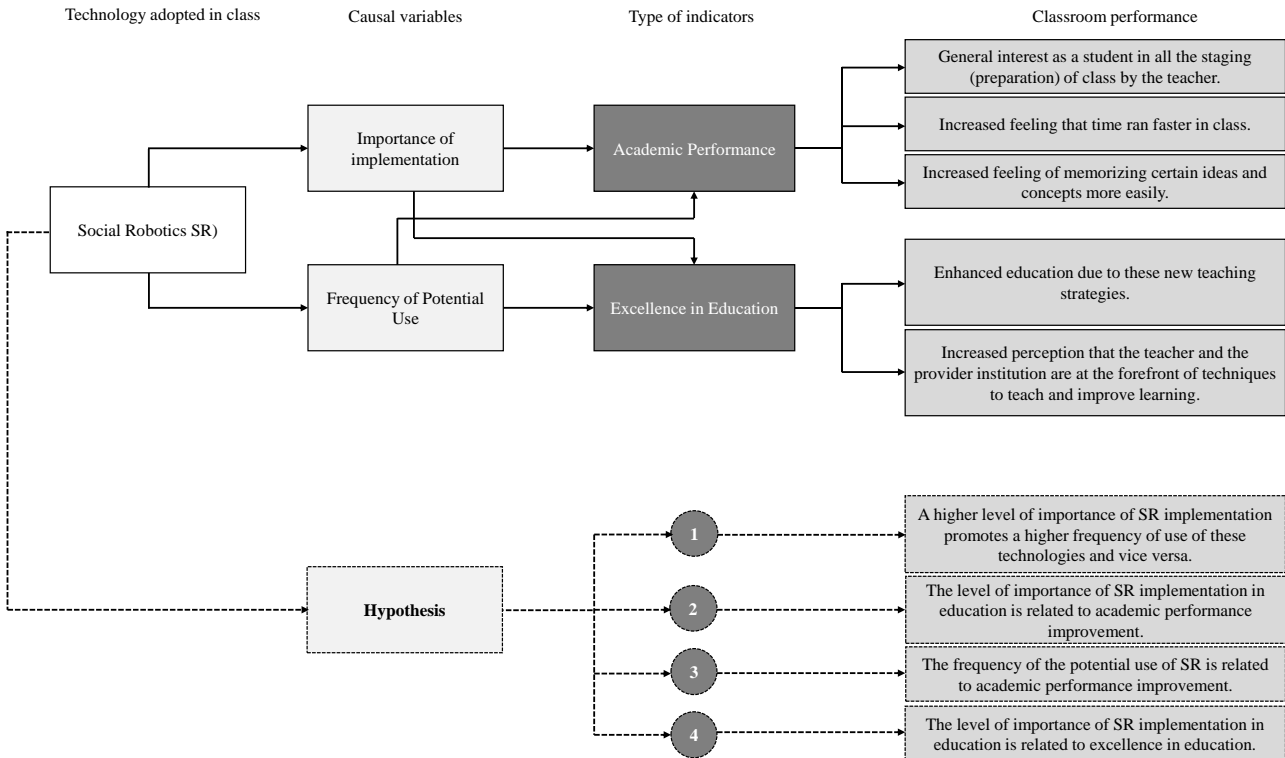 Technology adopted in class
Causal variables
Type of indicators
Classroom performance
Social Robotics SR)
Importance of
implementation
Frequency of Potential
Use
Academic Performance
Excellence in Education
General interest as a student in all the staging
(preparation) of class by the teacher.
Increased feeling that time ran faster in class.
Increased feeling of memorizing certain ideas and
concepts more easily.
Enhanced education due to these new teaching
strategies.
Increased perception that the teacher and the
provider institution are at the forefront of techniques
to teach and improve learning.
Hypothesis
1
A higher level of importance of SR implementation
promotes a higher frequency of use of these
technologies and vice versa.
2
The level of importance of SR implementation in
education is related to academic performance
improvement.
3
The frequency of the potential use of SR is related
to academic performance improvement.
4
The level of importance of SR implementation in
education is related to excellence in education.